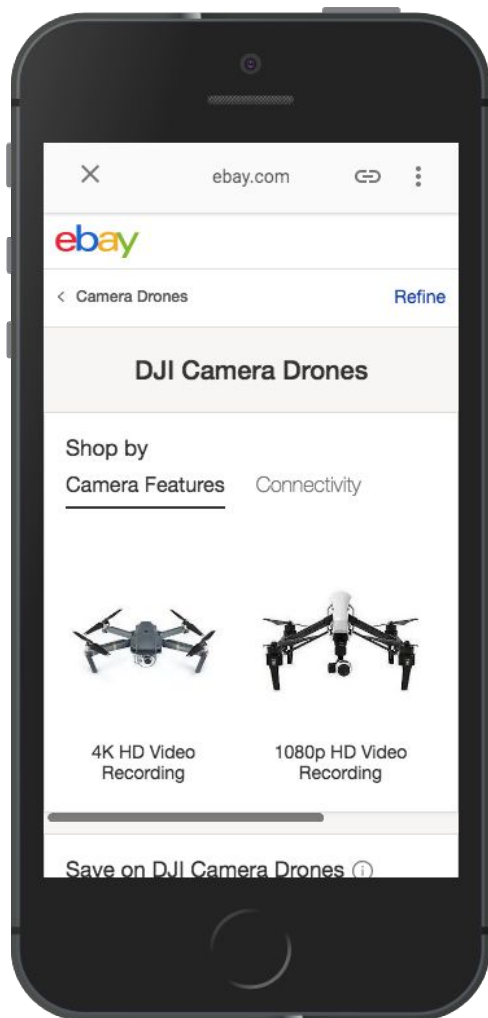 ebay.com
ebay
Camera Drones
Refine
DJI Camera Drones
Shop by
Camera Features
Connectivity
4K HD Video
Recording
1080p HD Video
Recording
Save on DJI Camera Drones